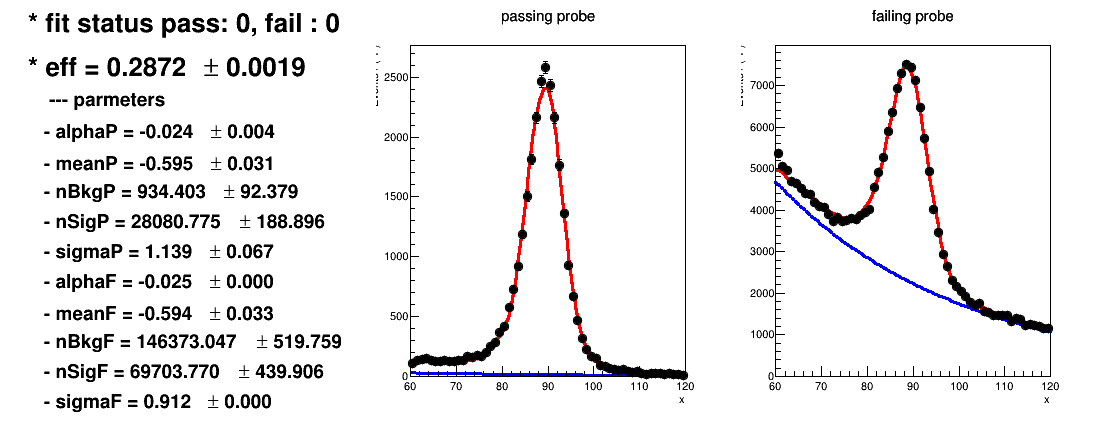 * fit status pass: 0, fail : 0
* eff = 0.2872 ± 0.0019
--- parmeters
- alphaP = -0.024 ± 0.004
- meanP = -0.595 ± 0.031
- nBkgP = 934.403 ± 92.379
- nSigP = 28080.775 ± 188.896
- sigmaP = 1.139 ± 0.067
- alphaF = -0.025 ± 0.000
- meanF = -0.594 ± 0.033
- nBkgF = 146373.047 ± 519.759
- nSigF = 69703.770 ± 439.906
- sigmaF = 0.912 ± 0.000
passing probe
2500
2000
1500
1000
500
0
60 70 80 90 100 110 120
x
failing probe
7000
6000
5000
4000
3000
2000
1000
0
60 70 80 90 100 110 120
x